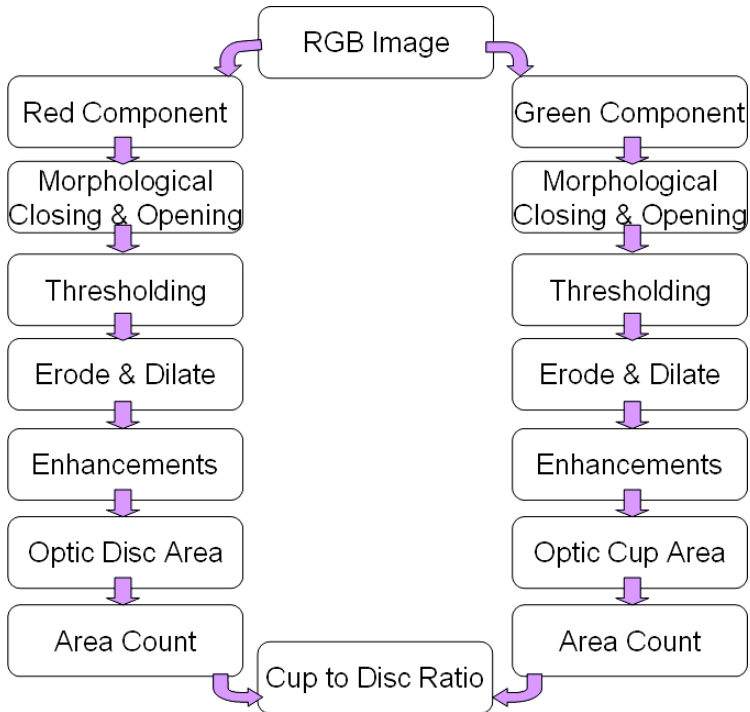 RGB Image
Red Component
Morphological
Closing & Opening
Thresholding
Erode & Dilate
Enhancements
Optic Disc Area
Area Count
Green Component
Morphological
Closing & Opening
Thresholding
Erode & Dilate
Enhancements
Optic Cup Area
Area Count
Cup to Disc Ratio